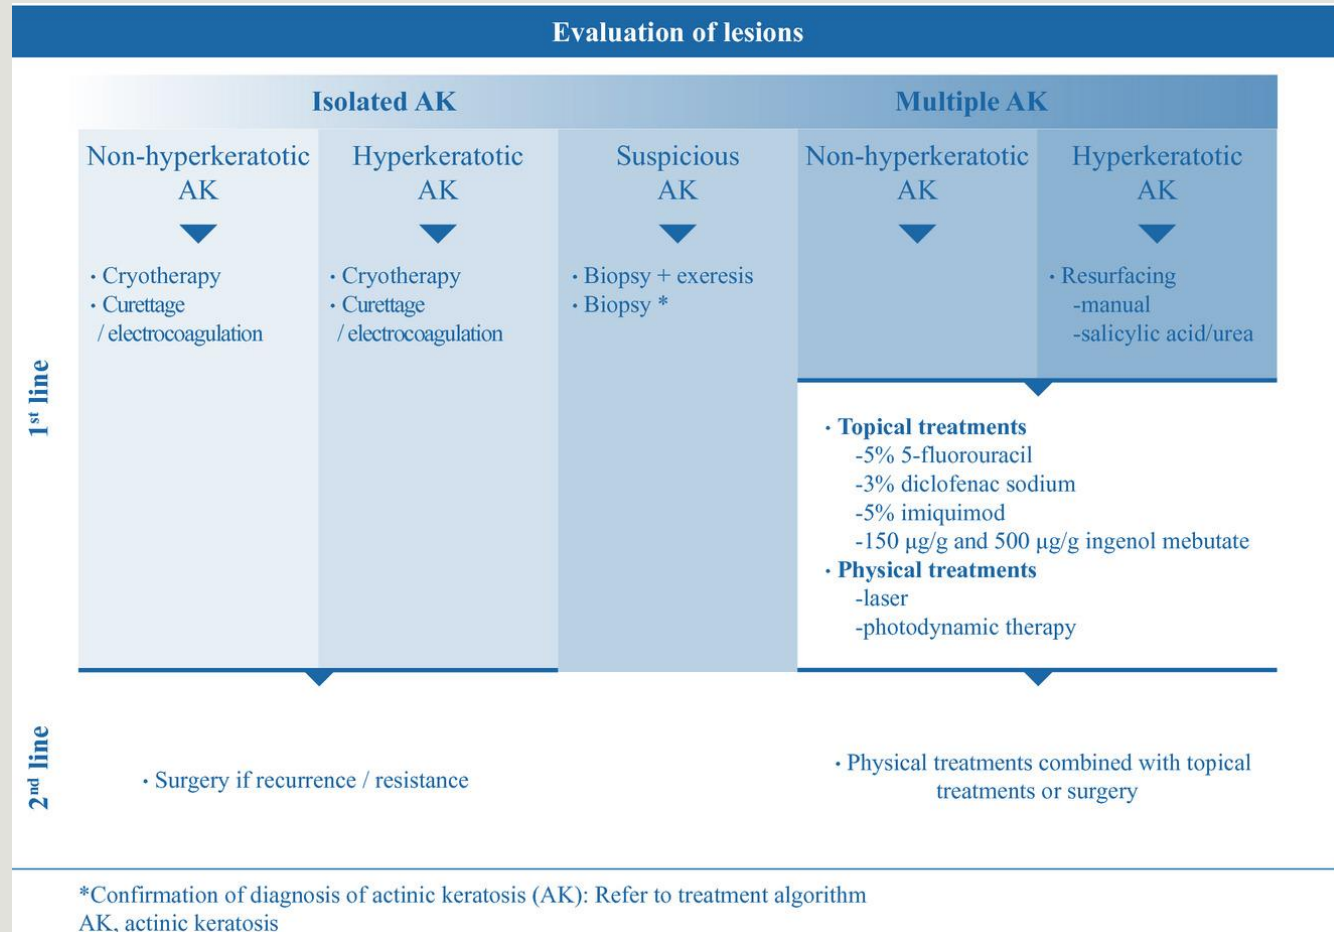 Evaluation of lesions
Isolated AK
Multiple AK
Non-hyperkeratotic
AK
Hyperkeratotic
AK
Suspicious
AK
Non-hyperkeratotic
AK
Hyperkeratotic
AK
1st line
· Cryotherapy
· Curettage
/ electrocoagulation
· Cryotherapy
· Curettage
/ electrocoagulation
· Biopsy + exeresis
· Biopsy *
· Resurfacing
-manual
-salicylic acid/urea
· Topical treatments
-5% 5-fluorouracil
-3% diclofenac sodium
-5% imiquimod
-150 µg/g and 500 µg/g ingenol mebutate
· Physical treatments
-laser
-photodynamic therapy
2nd line
· Surgery if recurrence / resistance
· Physical treatments combined with topical
treatments or surgery
*Confirmation of diagnosis of actinic keratosis (AK): Refer to treatment algorithm
AK, actinic keratosis